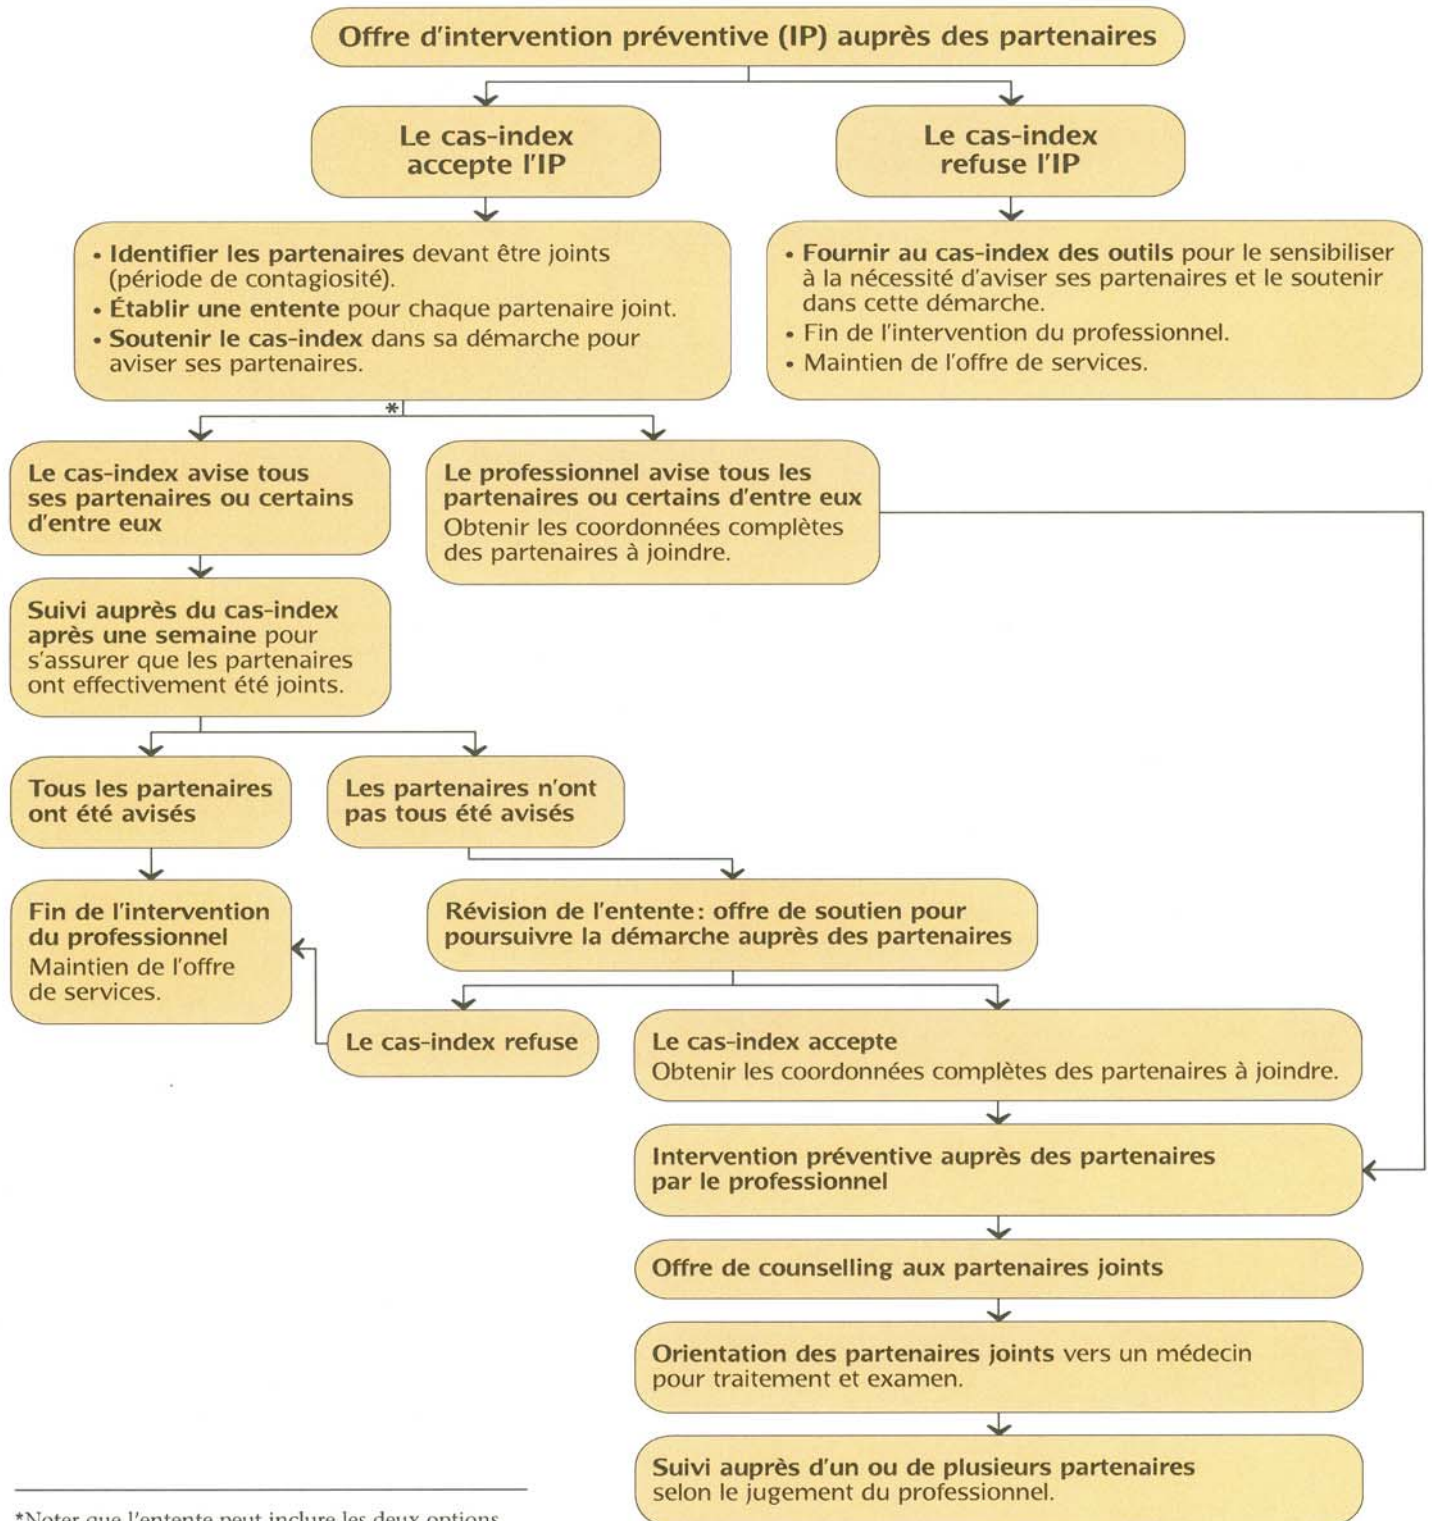 Offre d'intervention préventive (IP) auprès des partenaires
Le cas-index
accepte l'IP
Le cas-index
refuse l'IP
• Identifier les partenaires devant être joints
(période de contagiosité).
• Établir une entente pour chaque partenaire joint.
• Soutenir le cas-index dans sa démarche pour
aviser ses partenaires.
• Fournir au cas-index des outils pour le sensibiliser
à la nécessité d'aviser ses partenaires et le soutenir
dans cette démarche.
• Fin de l'intervention du professionnel.
• Maintien de l'offre de services.
*
Le cas-index avise tous
ses partenaires ou certains
d'entre eux
Le professionnel avise tous les
partenaires ou certains d'entre eux
Obtenir les coordonnées complètes
des partenaires à joindre.
Suivi auprès du cas-index
après une semaine pour
s'assurer que les partenaires
ont effectivement été joints.
Tous les partenaires
ont été avisés
Les partenaires n'ont
pas tous été avisés
Fin de l'intervention
du professionnel
Maintien de l'offre
de services.
Révision de l'entente : offre de soutien pour
poursuivre la démarche auprès des partenaires
Le cas-index refuse
Le cas-index accepte
Obtenir les coordonnées complètes des partenaires à joindre.
Intervention préventive auprès des partenaires
par le professionnel
Offre de counselling aux partenaires joints
Orientation des partenaires joints vers un médecin
pour traitement et examen.
Suivi auprès d'un ou de plusieurs partenaires
selon le jugement du professionnel.
*Noter que l'entente peut inclure les deux options